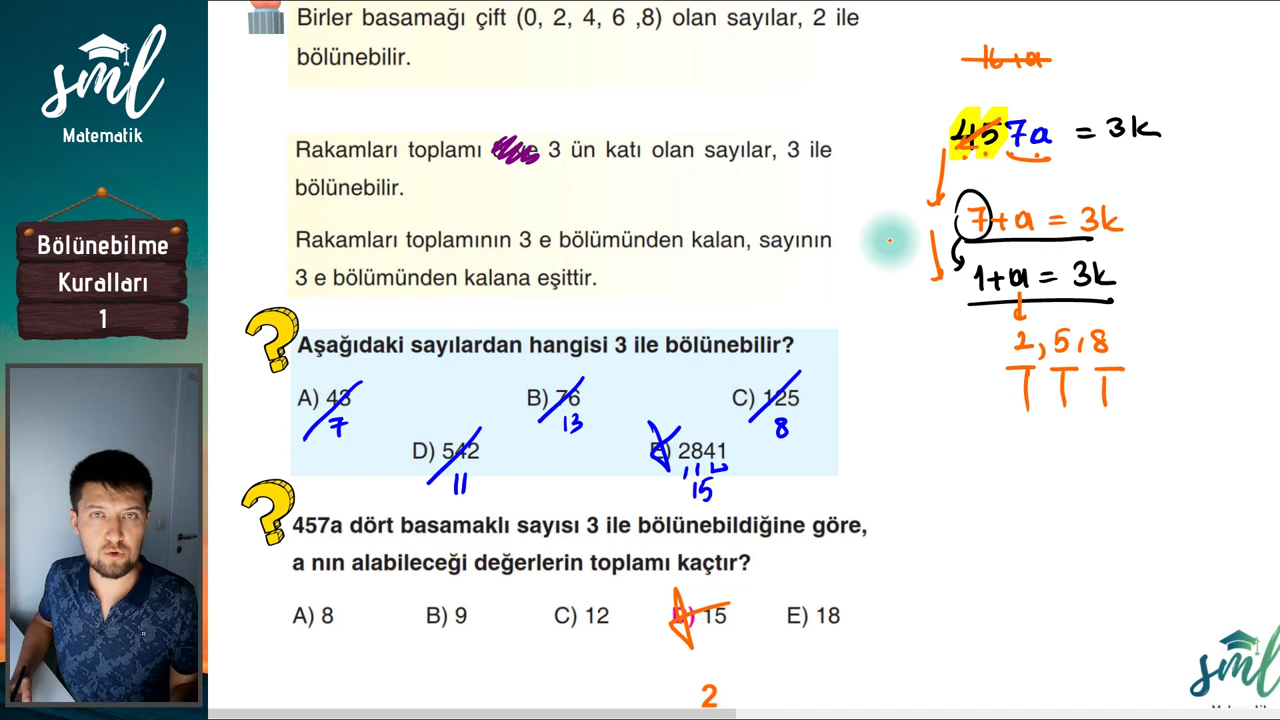 sml
Matematik
Bölünebilme
Kuralları
1
Birler basamağı çift (0, 2, 4, 6 ,8) olan sayılar, 2 ile
bölünebilir.
Rakamları toplamı 3 ün katı olan sayılar, 3 ile
bölünebilir.
Rakamları toplamının 3 e bölümünden kalan, sayının
3 e bölümünden kalana eşittir.
Aşağıdaki sayılardan hangisi 3 ile bölünebilir?
A) 43 B) 76 C) 125
7 13 8
D) 542 E) 2841
11 15
457a dört basamaklı sayısı 3 ile bölünebildiğine göre,
a nın alabileceği değerlerin toplamı kaçtır?
A) 8 B) 9 C) 12 D) 15 E) 18
2
16+a
457a = 3k
7+a = 3k
1+a = 3k
2, 5, 8
sml